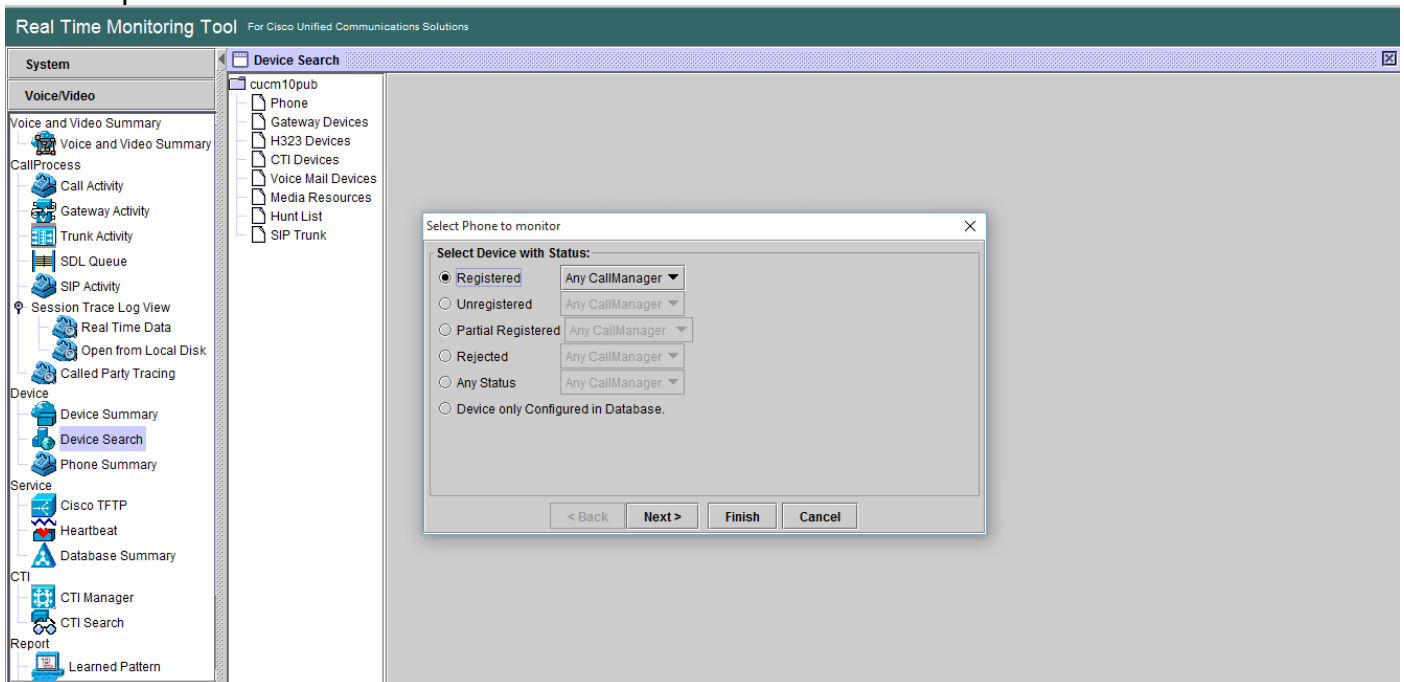 Real Time Monitoring Tool For Cisco Unified Communications Solutions
System
Voice/Video
Voice and Video Summary
Voice and Video Summary
CallProcess
Call Activity
Gateway Activity
Trunk Activity
SDL Queue
SIP Activity
Session Trace Log View
Real Time Data
Open from Local Disk
Called Party Tracing
Device
Device Summary
Device Search
Phone Summary
Service
Cisco TFTP
Heartbeat
Database Summary
CTI
CTI Manager
CTI Search
Report
Learned Pattern
Device Search
cucm10pub
Phone
Gateway Devices
H323 Devices
CTI Devices
Voice Mail Devices
Media Resources
Hunt List
SIP Trunk
Select Phone to monitor
Select Device with Status:
Registered Any CallManager
Unregistered Any CallManager
Partial Registered Any CallManager
Rejected Any CallManager
Any Status Any CallManager
Device only Configured in Database.
< Back Next > Finish Cancel